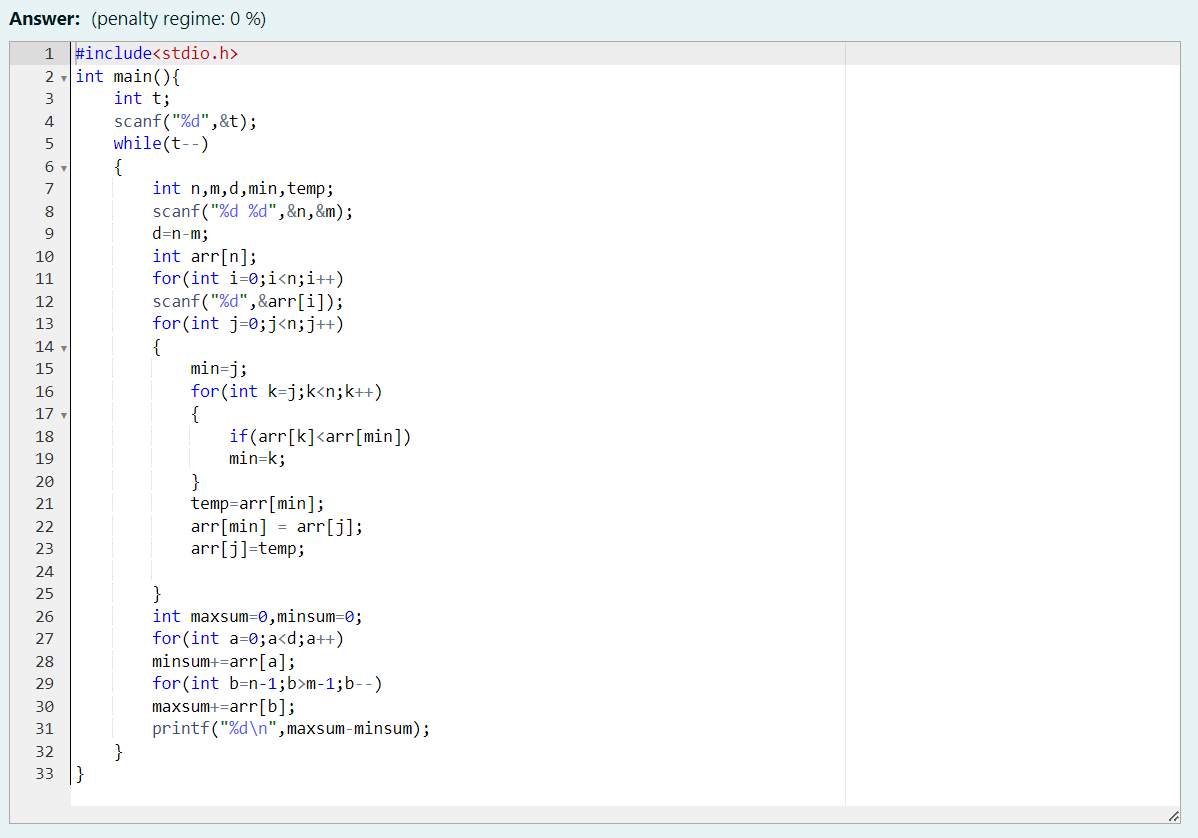 Answer: (penalty regime: 0 %)
1 #include<stdio.h>
2 int main(){
3     int t;
4     scanf("%d",&t);
5     while(t--)
6     {
7         int n,m,d,min,temp;
8         scanf("%d %d",&n,&m);
9         d=n-m;
10         int arr[n];
11         for(int i=0;i<n;i++)
12         scanf("%d",&arr[i]);
13         for(int j=0;j<n;j++)
14         {
15             min=j;
16             for(int k=j;k<n;k++)
17             {
18                 if(arr[k]<arr[min])
19                 min=k;
20             }
21             temp=arr[min];
22             arr[min] = arr[j];
23             arr[j]=temp;
24
25         }
26         int maxsum=0,minsum=0;
27         for(int a=0;a<d;a++)
28         minsum+=arr[a];
29         for(int b=n-1;b>m-1;b--)
30         maxsum+=arr[b];
31         printf("%d\n",maxsum-minsum);
32     }
33 }